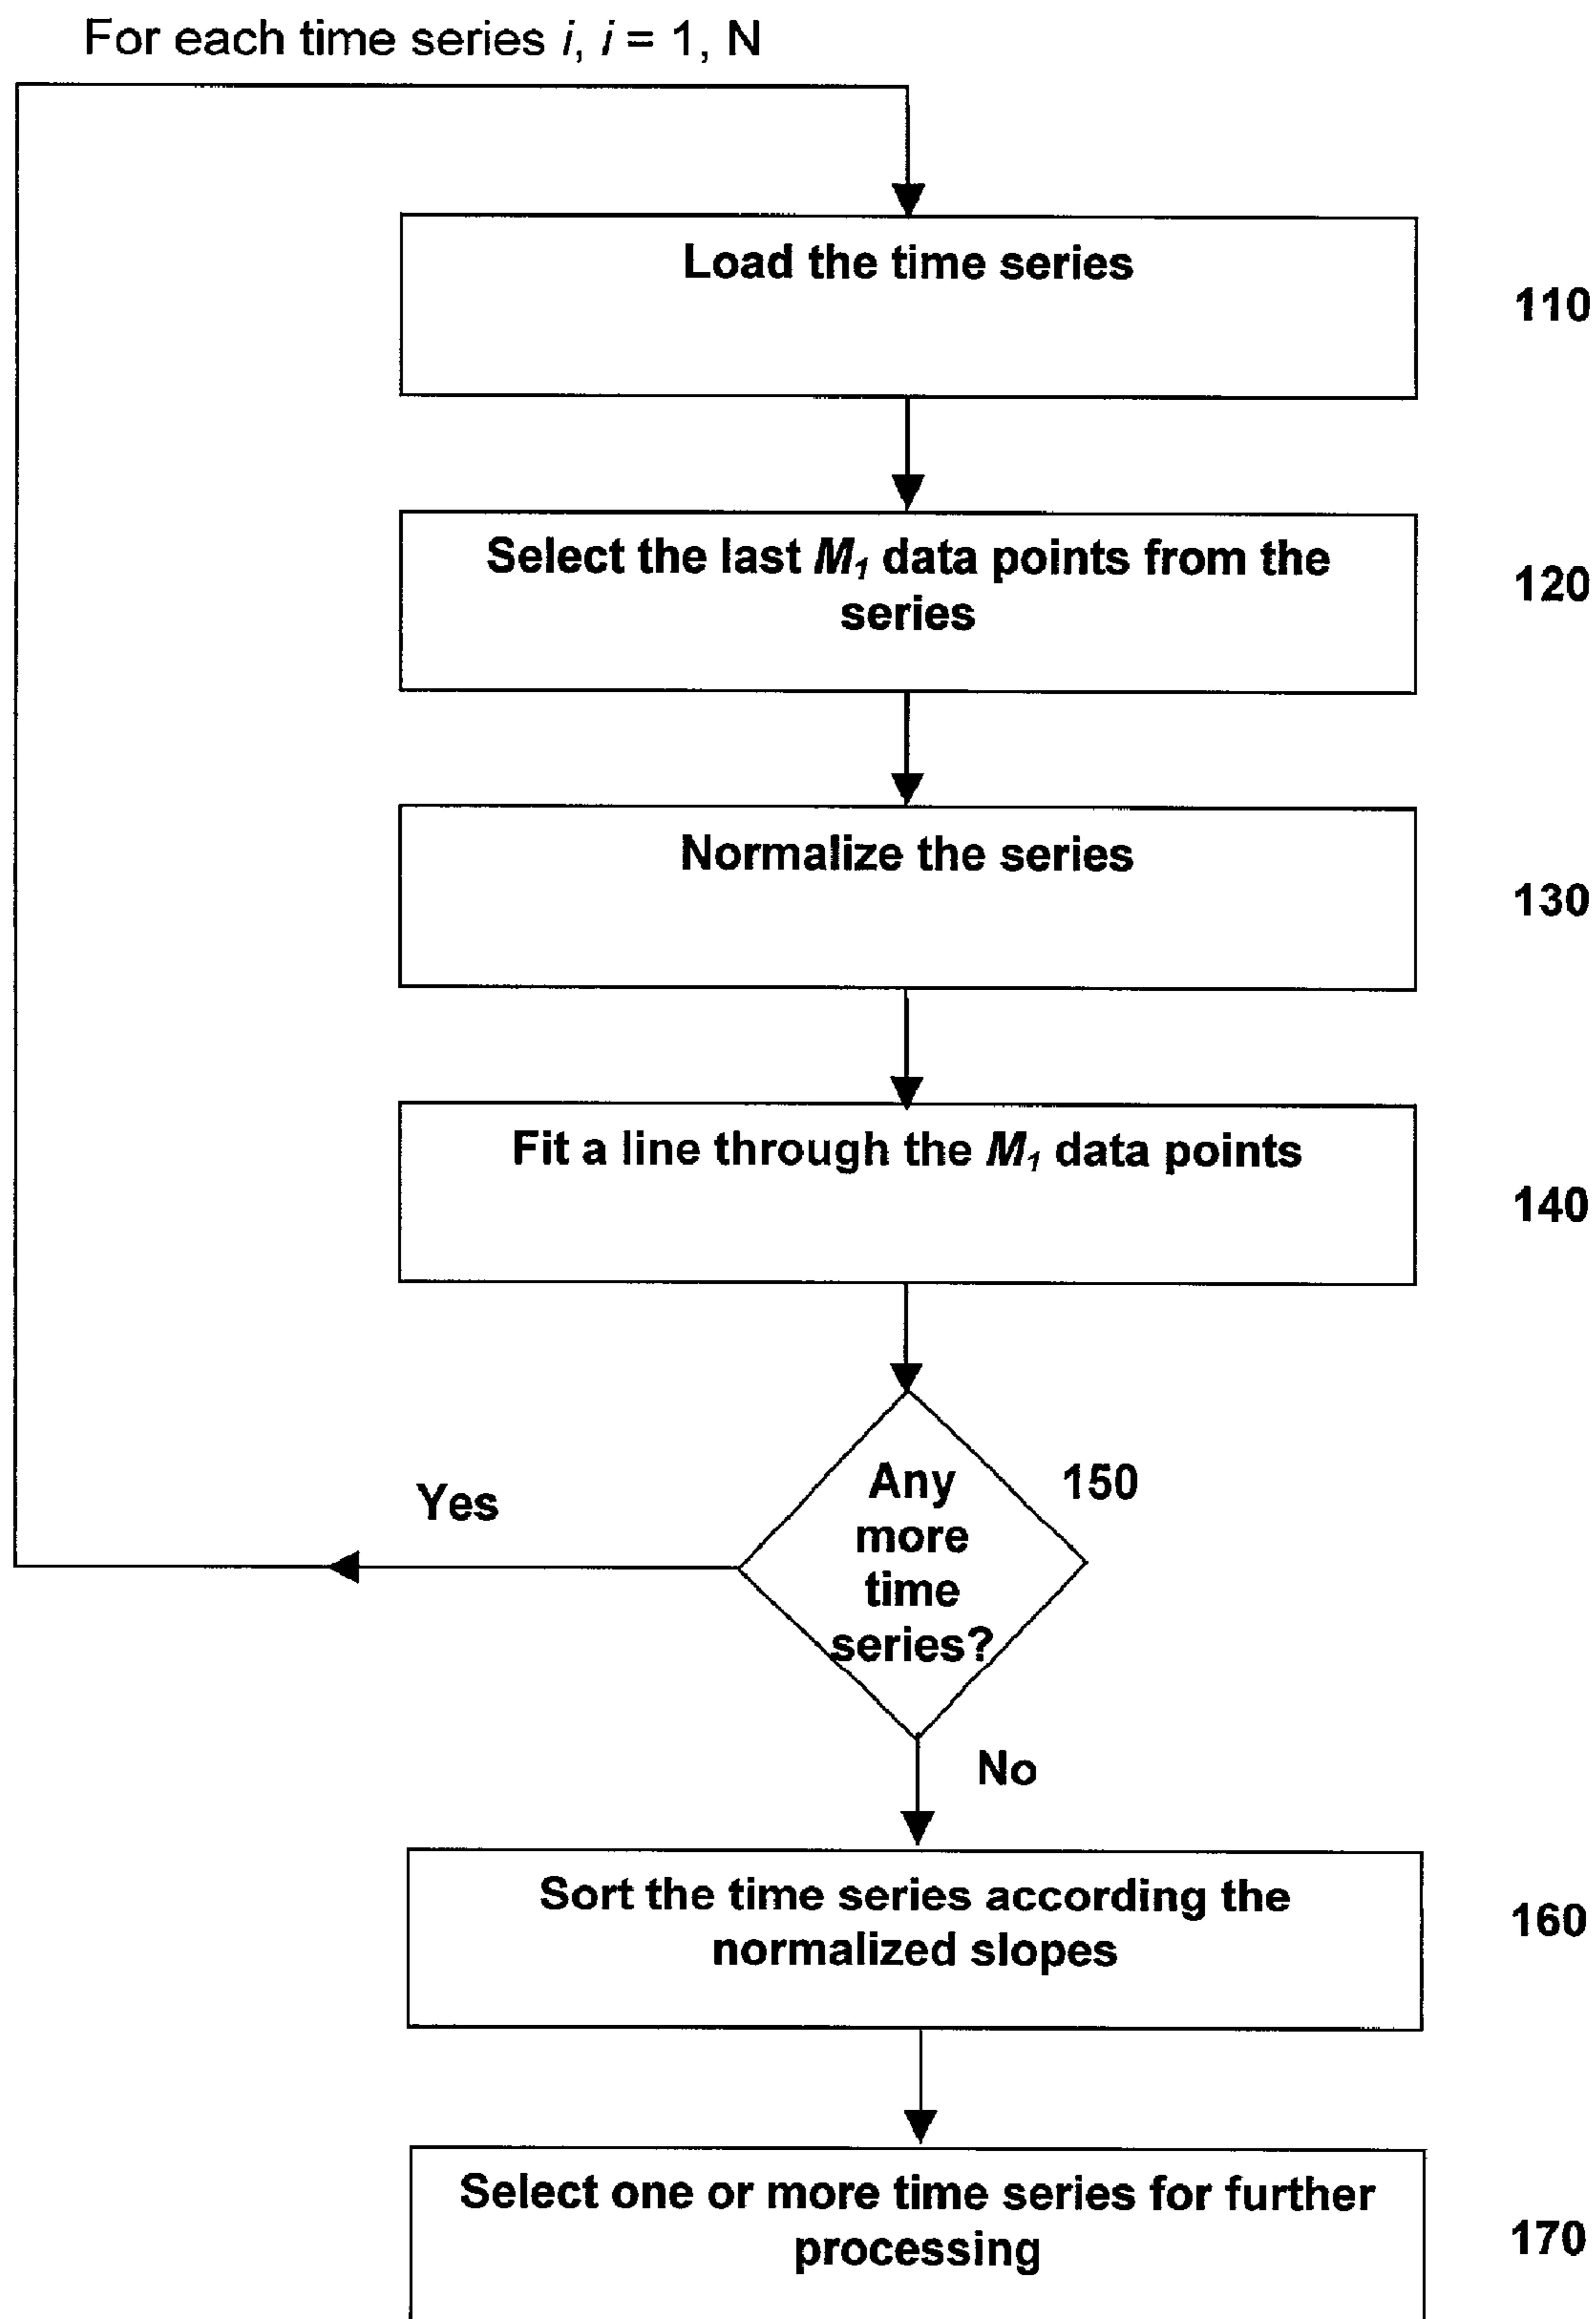 For each time series i, i = 1, N
Load the time series
110
Select the last M₁ data points from the
series
120
Normalize the series
130
Fit a line through the M₁ data points
140
Any
more
time
series?
150
Yes
No
Sort the time series according the
normalized slopes
160
Select one or more time series for further
processing
170